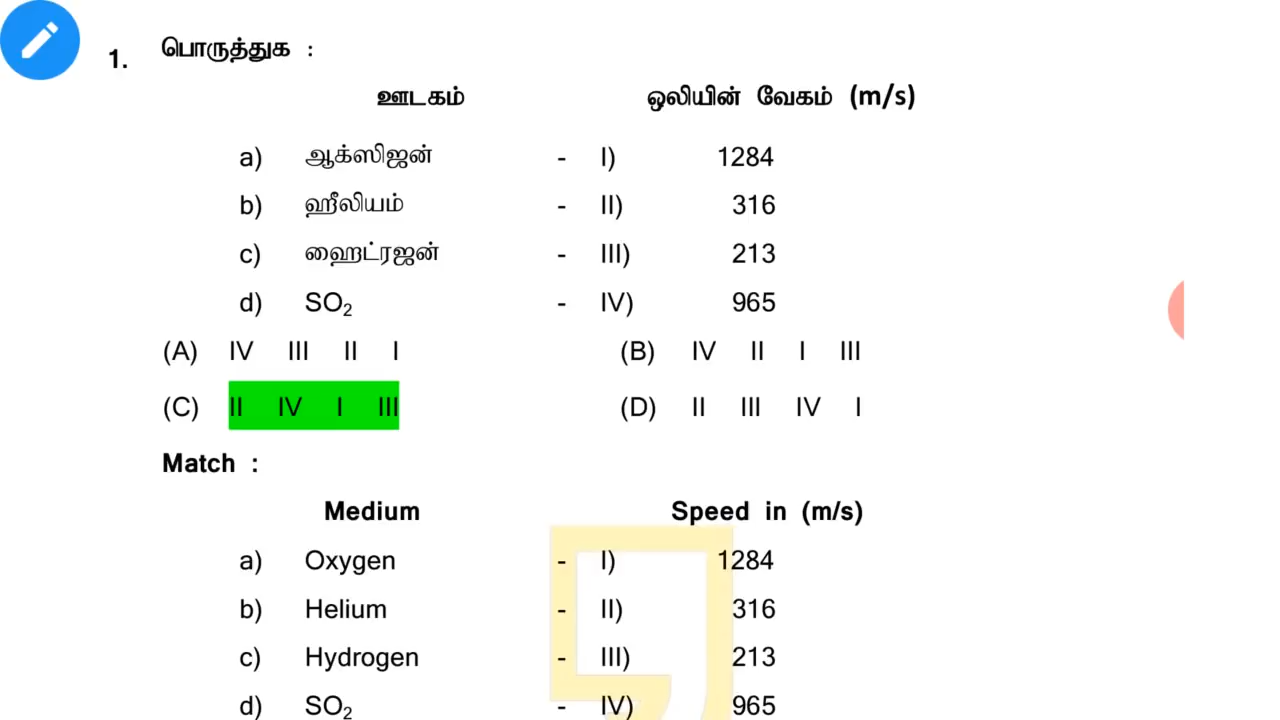 1. பொருத்துக :
ஊடகம் ஒலியின் வேகம் (m/s)
a) ஆக்ஸிஜன் - I) 1284
b) ஹீலியம் - II) 316
c) ஹைட்ரஜன் - III) 213
d) SO₂ - IV) 965
(A) IV III II I (B) IV II I III
(C) II IV I III (D) II III IV I
Match :
Medium Speed in (m/s)
a) Oxygen - I) 1284
b) Helium - II) 316
c) Hydrogen - III) 213
d) SO₂ - IV) 965